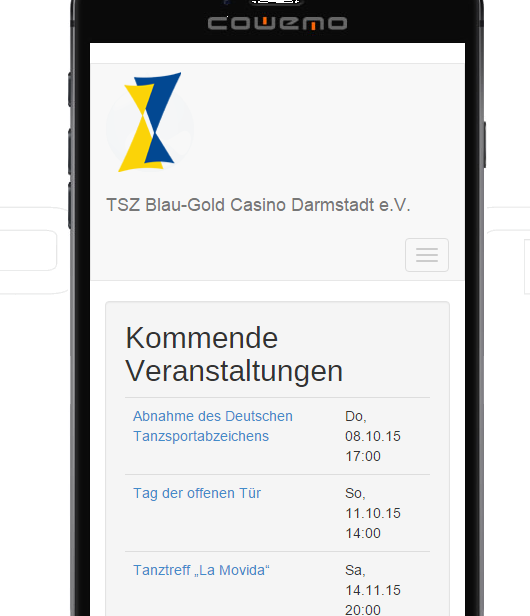 cowemo
TSZ Blau-Gold Casino Darmstadt e.V.
Kommende
Veranstaltungen
Abnahme des Deutschen
Tanzsportabzeichens
Do,
08.10.15
17:00
Tag der offenen Tür
So,
11.10.15
14:00
Tanztreff „La Movida“
Sa,
14.11.15
20:00